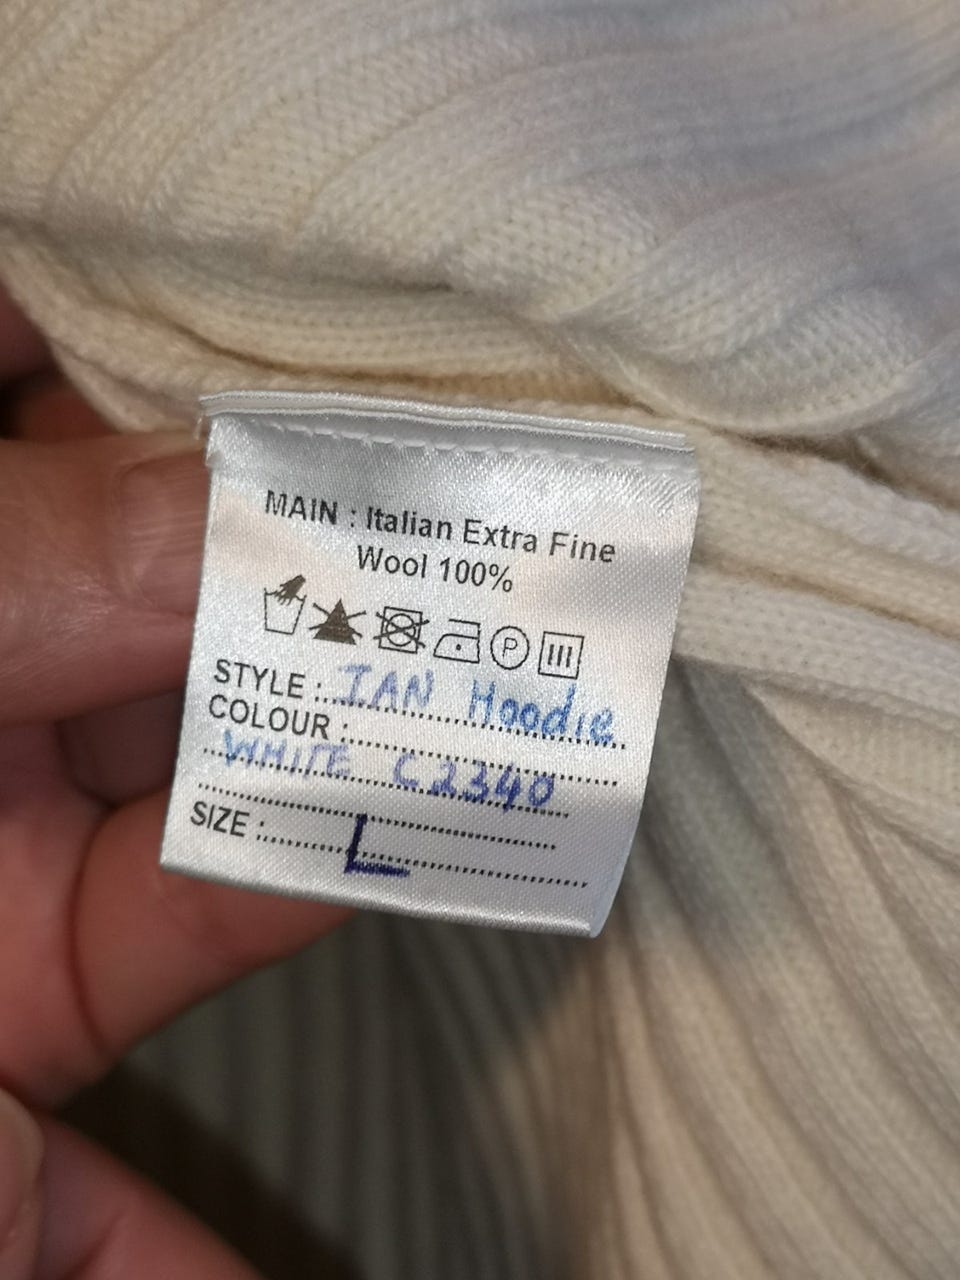 MAIN : Italian Extra Fine
Wool 100%
P
STYLE : IAN Hoodie
COLOUR :
WHITE C2340
SIZE : L